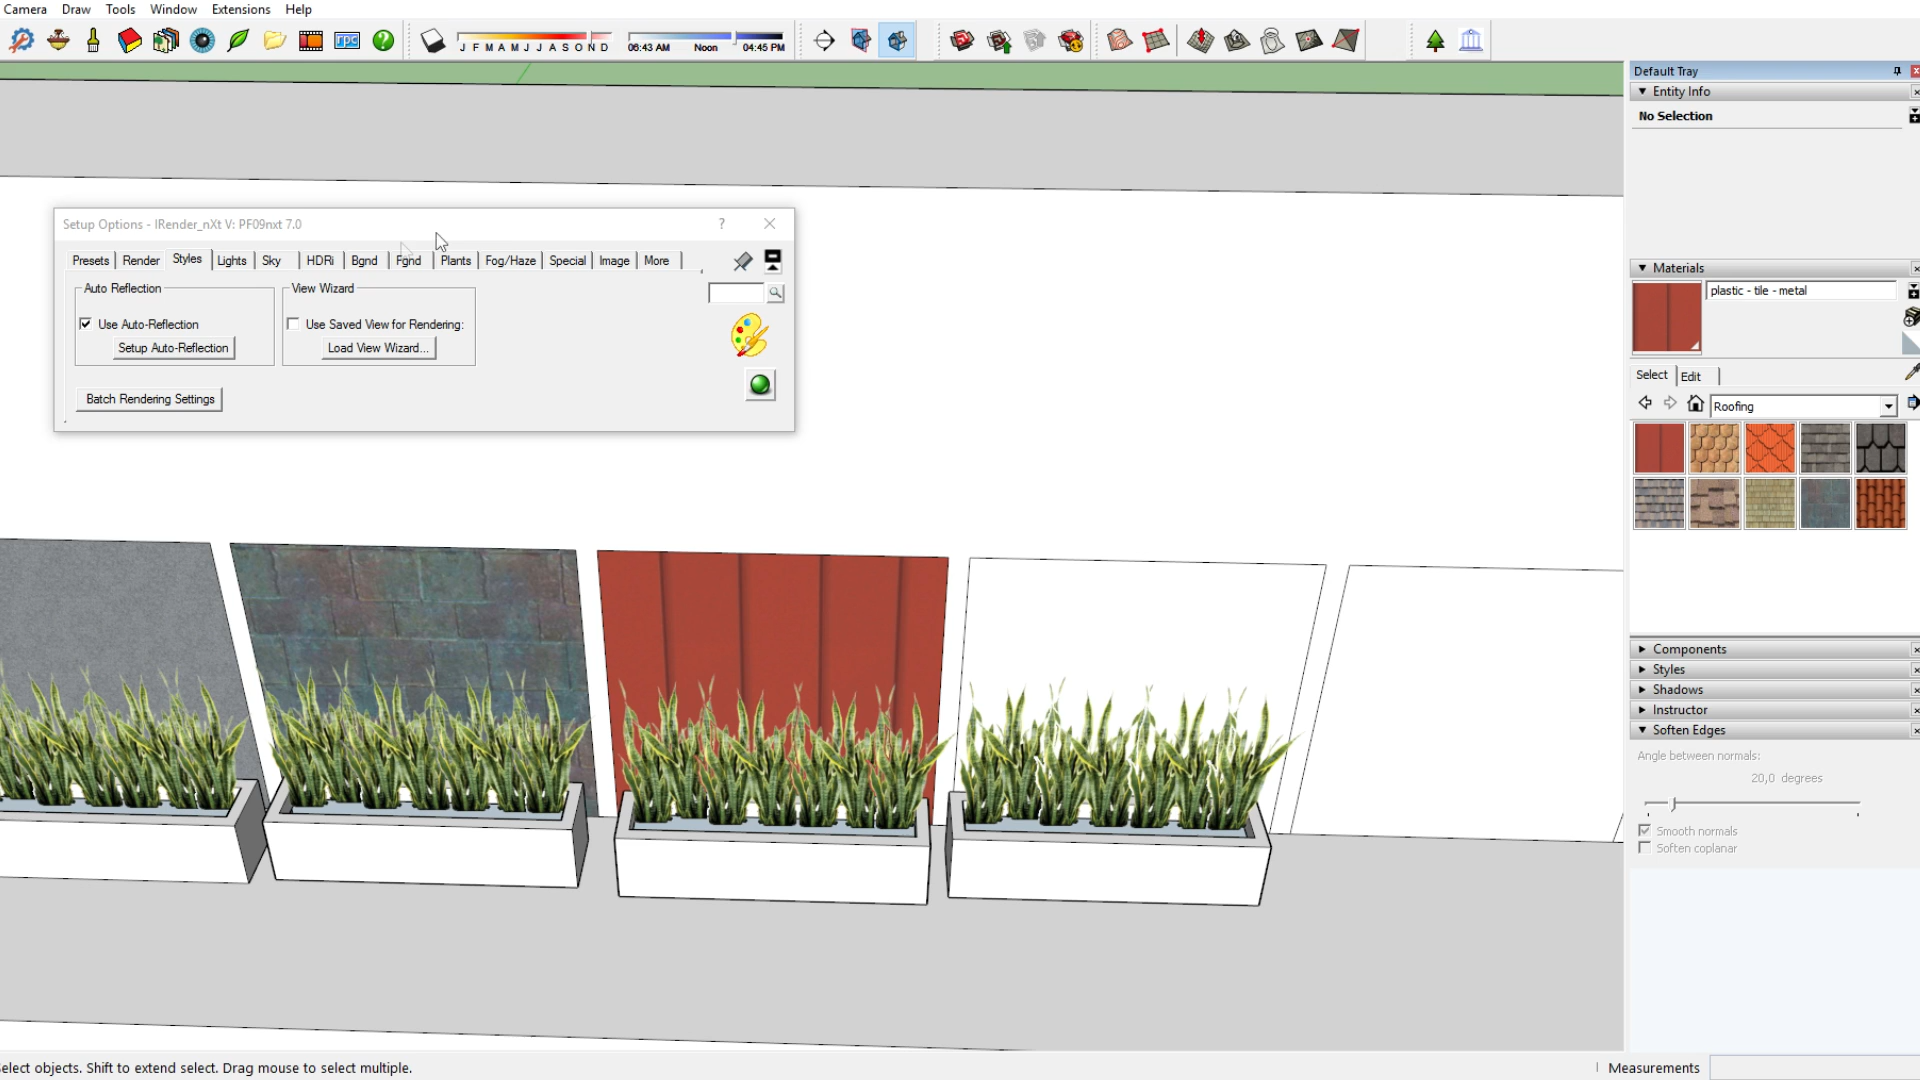 Camera Draw Tools Window Extensions Help
J F M A M J J A S O N D 06:43 AM Noon 04:45 PM
rpc
Default Tray
Entity Info
No Selection
Setup Options - IRender_nXt V: PF09nxt 7.0 ?
Presets Render Styles Lights Sky HDRi Bgnd Fgnd Plants Fog/Haze Special Image More
Auto Reflection View Wizard
Use Auto-Reflection Use Saved View for Rendering:
Setup Auto-Reflection Load View Wizard...
Batch Rendering Settings
Materials
plastic - tile - metal
Select Edit
Roofing
Components
Styles
Shadows
Instructor
Soften Edges
Angle between normals:
20,0 degrees
Smooth normals
Soften coplanar
elect objects. Shift to extend select. Drag mouse to select multiple.
Measurements